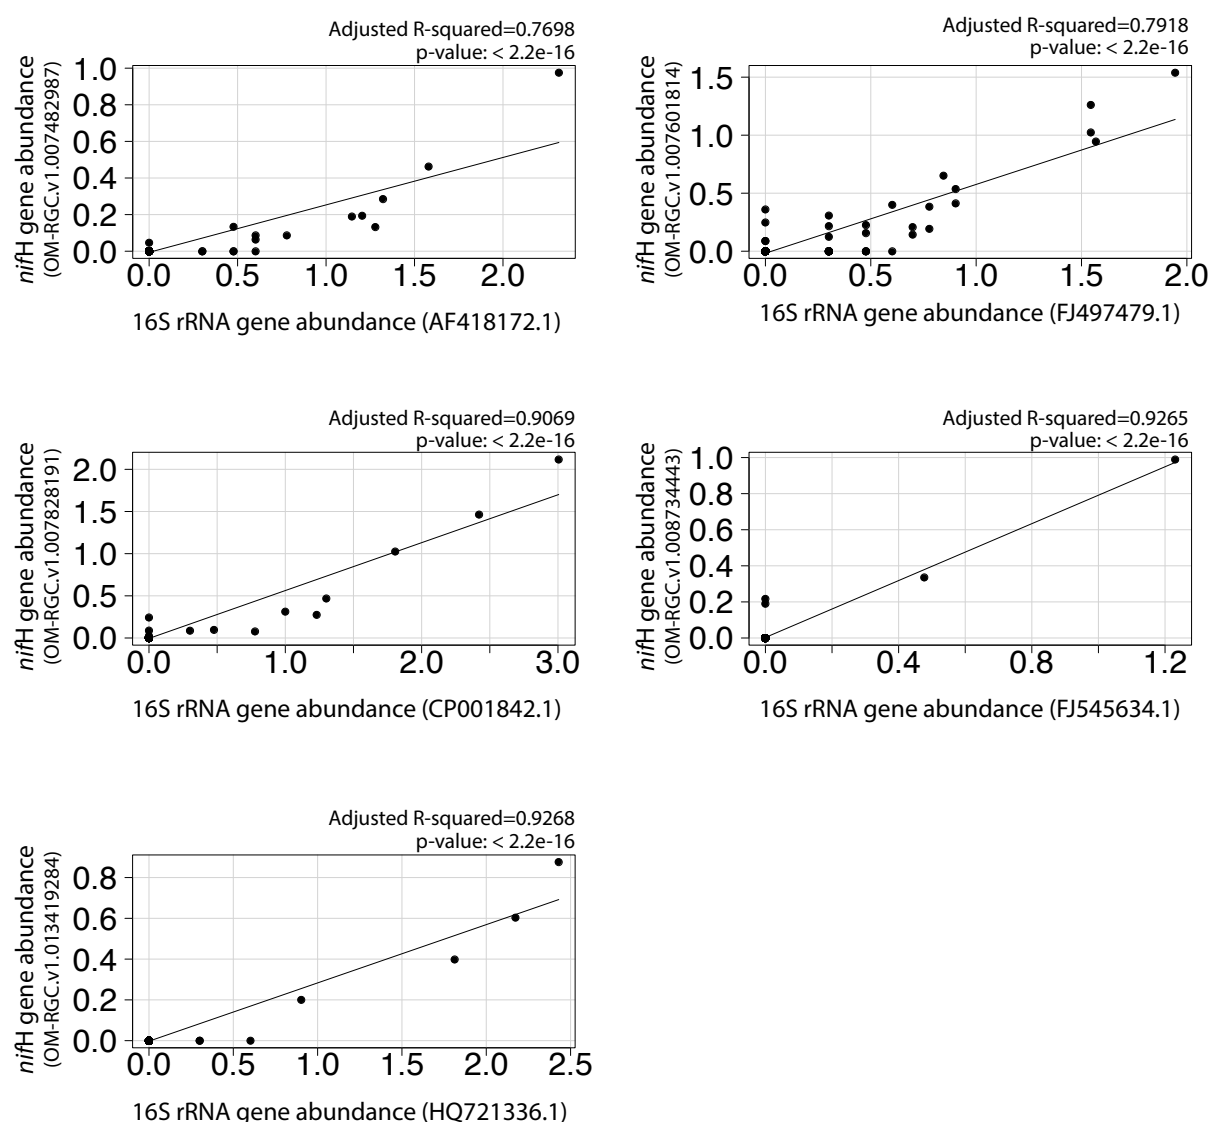 Adjusted R-squared=0.7698
p-value: < 2.2e-16
nifH gene abundance
(OM-RGC.v1.007482987)
1.0
0.8
0.6
0.4
0.2
0.0
0.0 0.5 1.0 1.5 2.0
16S rRNA gene abundance (AF418172.1)
Adjusted R-squared=0.7918
p-value: < 2.2e-16
nifH gene abundance
(OM-RGC.v1.007601814)
1.5
1.0
0.5
0.0
0.0 0.5 1.0 1.5 2.0
16S rRNA gene abundance (FJ497479.1)
Adjusted R-squared=0.9069
p-value: < 2.2e-16
nifH gene abundance
(OM-RGC.v1.007828191)
2.0
1.5
1.0
0.5
0.0
0.0 1.0 2.0 3.0
16S rRNA gene abundance (CP001842.1)
Adjusted R-squared=0.9265
p-value: < 2.2e-16
nifH gene abundance
(OM-RGC.v1.008734443)
1.0
0.8
0.6
0.4
0.2
0.0
0.0 0.4 0.8 1.2
16S rRNA gene abundance (FJ545634.1)
Adjusted R-squared=0.9268
p-value: < 2.2e-16
nifH gene abundance
(OM-RGC.v1.013419284)
0.8
0.6
0.4
0.2
0.0
0.0 0.5 1.0 1.5 2.0 2.5
16S rRNA gene abundance (HQ721336.1)